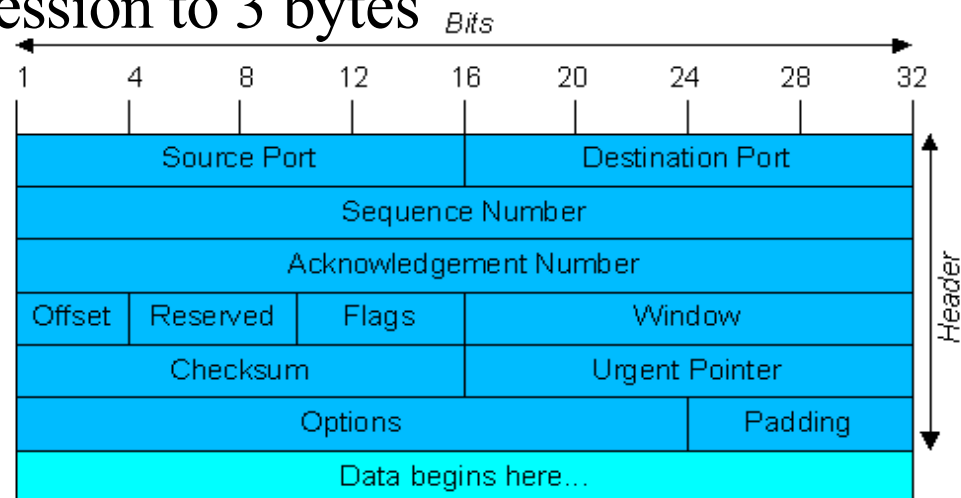 ession to 3 bytes
Bits
1 4 8 12 16 20 24 28 32
Source Port Destination Port
Sequence Number
Acknowledgement Number
Offset Reserved Flags Window
Checksum Urgent Pointer
Options Padding
Data begins here...
Header